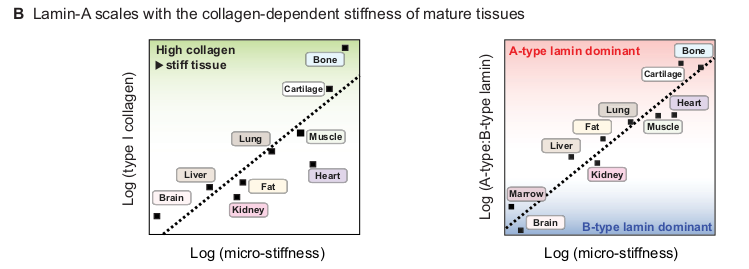 B Lamin-A scales with the collagen-dependent stiffness of mature tissues
High collagen
▶ stiff tissue
Bone
Cartilage
Lung
Muscle
Liver
Heart
Fat
Brain
Kidney
Log (type I collagen)
Log (micro-stiffness)
A-type lamin dominant
Bone
Cartilage
Lung
Heart
Fat
Muscle
Liver
Kidney
Marrow
Brain
B-type lamin dominant
Log (A-type:B-type lamin)
Log (micro-stiffness)